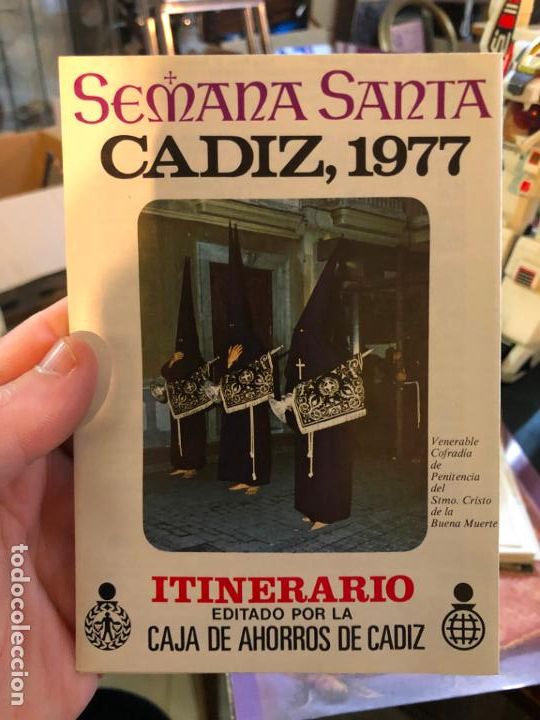 SEMANA SANTA
CADIZ, 1977
Venerable
Cofradía
de
Penitencia
del
Stmo. Cristo
de la
Buena Muerte
ITINERARIO
EDITADO POR LA
CAJA DE AHORROS DE CADIZ
todocoleccion